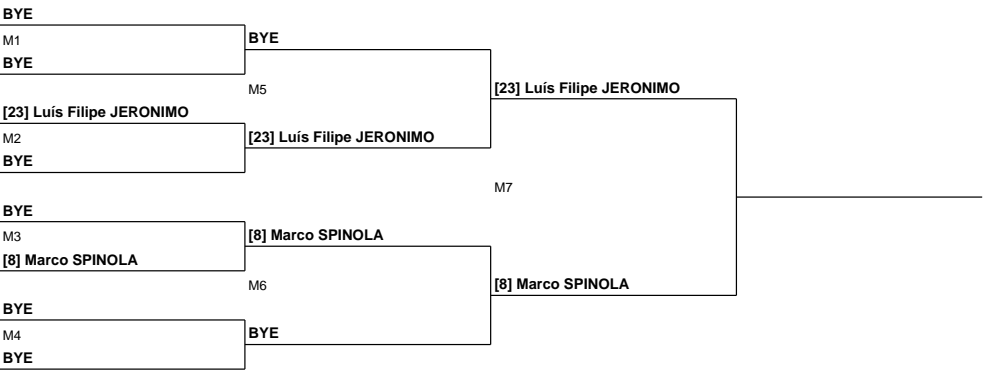 BYE
M1
BYE
BYE
M5
[23] Luís Filipe JERONIMO
[23] Luís Filipe JERONIMO
M2
[23] Luís Filipe JERONIMO
BYE
M7
BYE
M3
[8] Marco SPINOLA
[8] Marco SPINOLA
M6
[8] Marco SPINOLA
BYE
M4
BYE
BYE